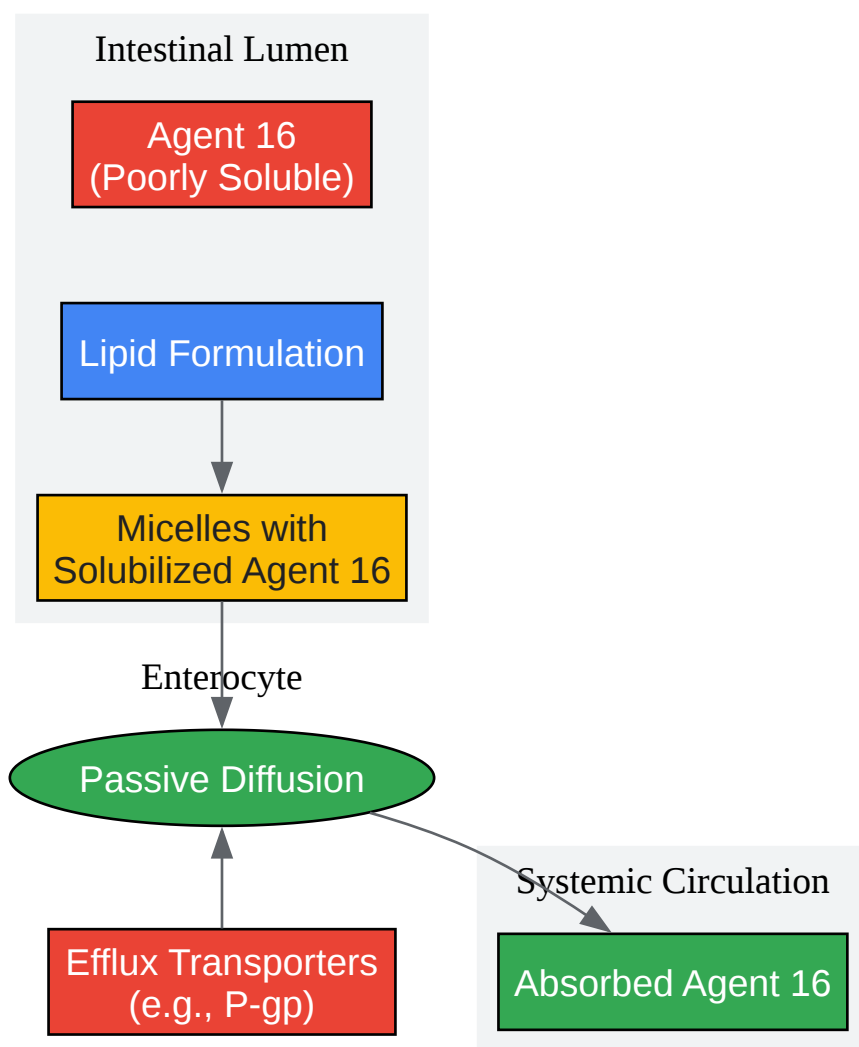 Intestinal Lumen
Agent 16
(Poorly Soluble)
Lipid Formulation
Micelles with
Solubilized Agent 16
Enterocyte
Passive Diffusion
Systemic Circulation
Efflux Transporters
(e.g., P-gp)
Absorbed Agent 16